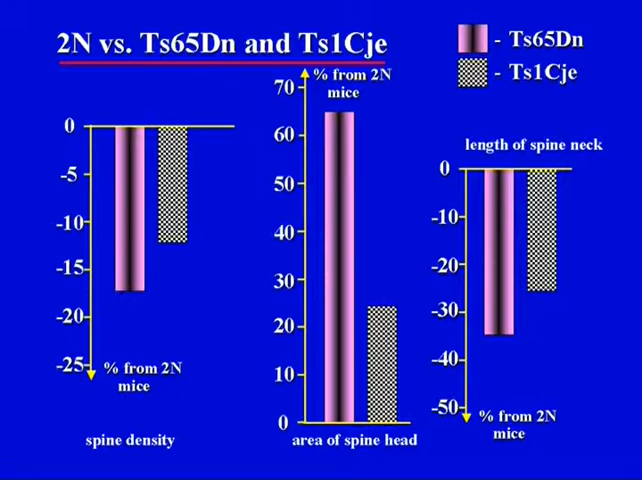 2N vs. Ts65Dn and Ts1Cje
- Ts65Dn
- Ts1Cje
0
-5
-10
-15
-20
-25
% from 2N
mice
spine density
% from 2N
mice
70
60
50
40
30
20
10
0
area of spine head
length of spine neck
0
-10
-20
-30
-40
-50
% from 2N
mice